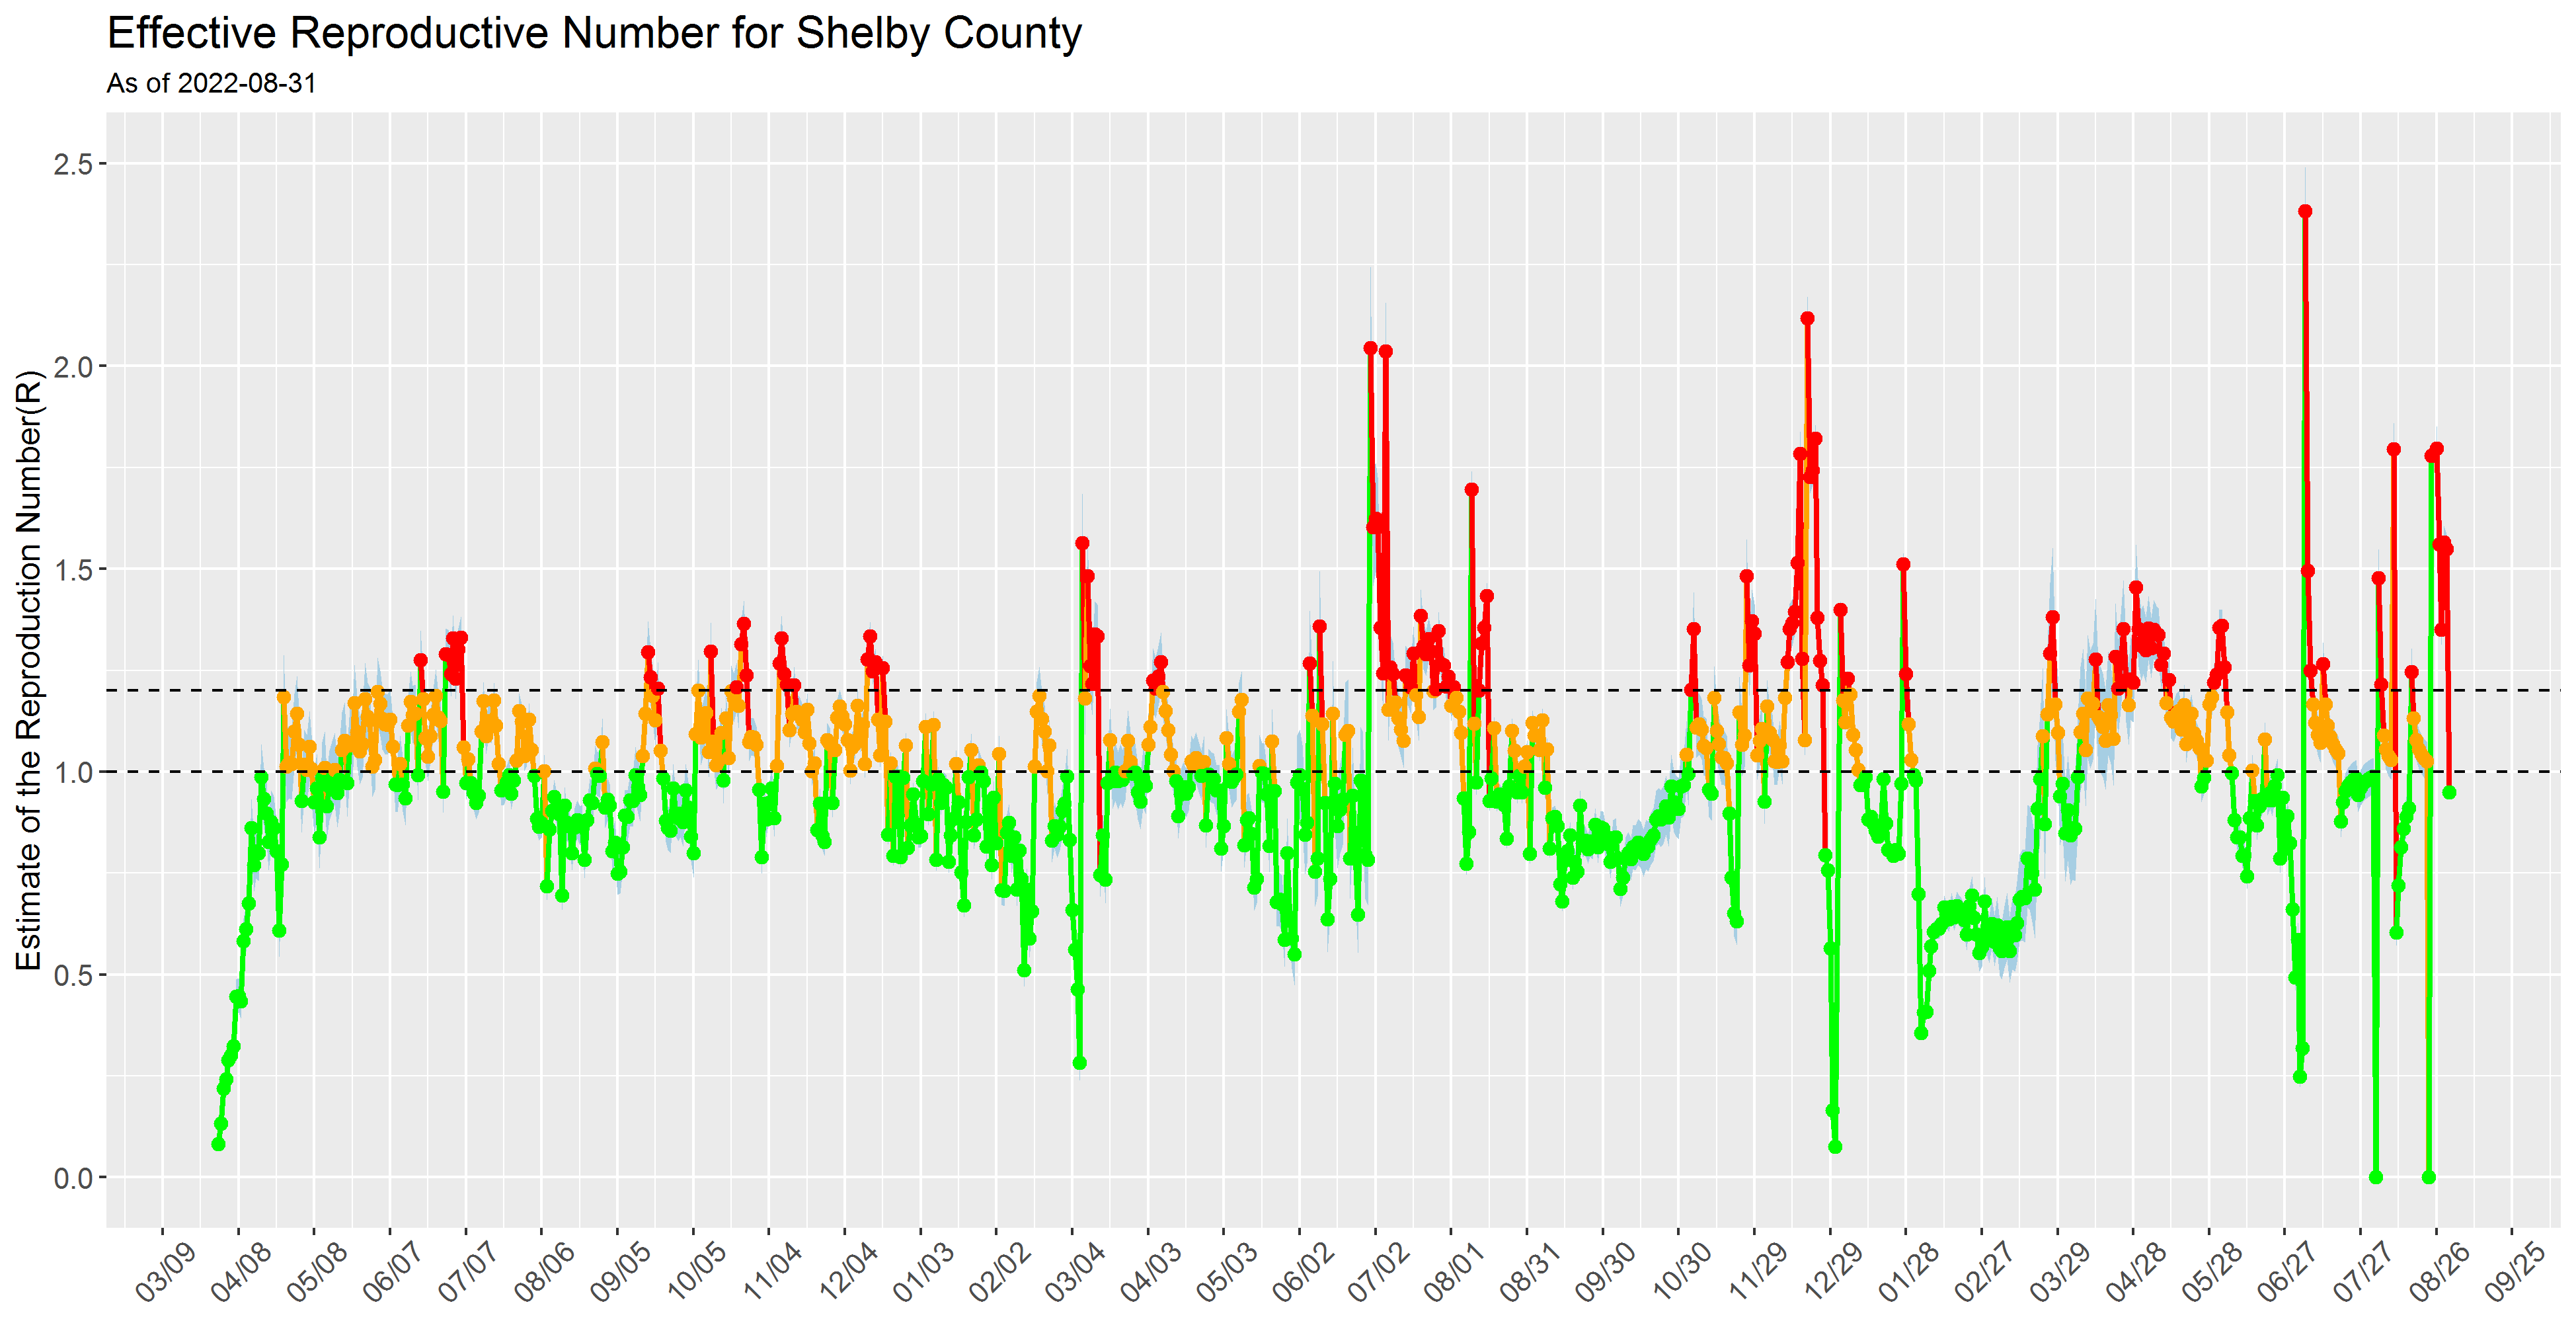 Effective Reproductive Number for Shelby County
As of 2022-08-31
Estimate of the Reproduction Number(R)
2.5
2.0
1.5
1.0
0.5
0.0
03/09 04/08 05/08 06/07 07/07 08/06 09/05 10/05 11/04 12/04 01/03 02/02 03/04 04/03 05/03 06/02 07/02 08/01 08/31 09/30 10/30 11/29 12/29 01/28 02/27 03/29 04/28 05/28 06/27 07/27 08/26 09/25